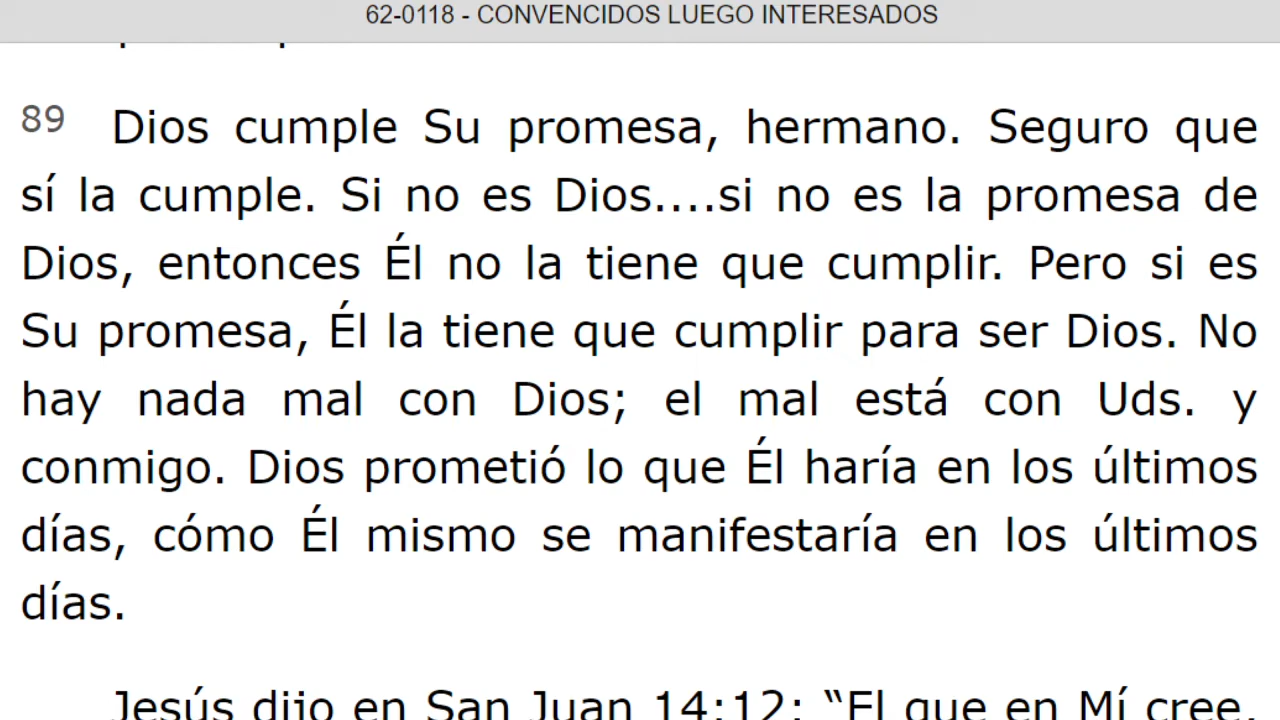 62-0118 - CONVENCIDOS LUEGO INTERESADOS
89 Dios cumple Su promesa, hermano. Seguro que
sí la cumple. Si no es Dios....si no es la promesa de
Dios, entonces Él no la tiene que cumplir. Pero si es
Su promesa, Él la tiene que cumplir para ser Dios. No
hay nada mal con Dios; el mal está con Uds. y
conmigo. Dios prometió lo que Él haría en los últimos
días, cómo Él mismo se manifestaría en los últimos
días.
Jesús dijo en San Juan 14:12: “El que en Mí cree,